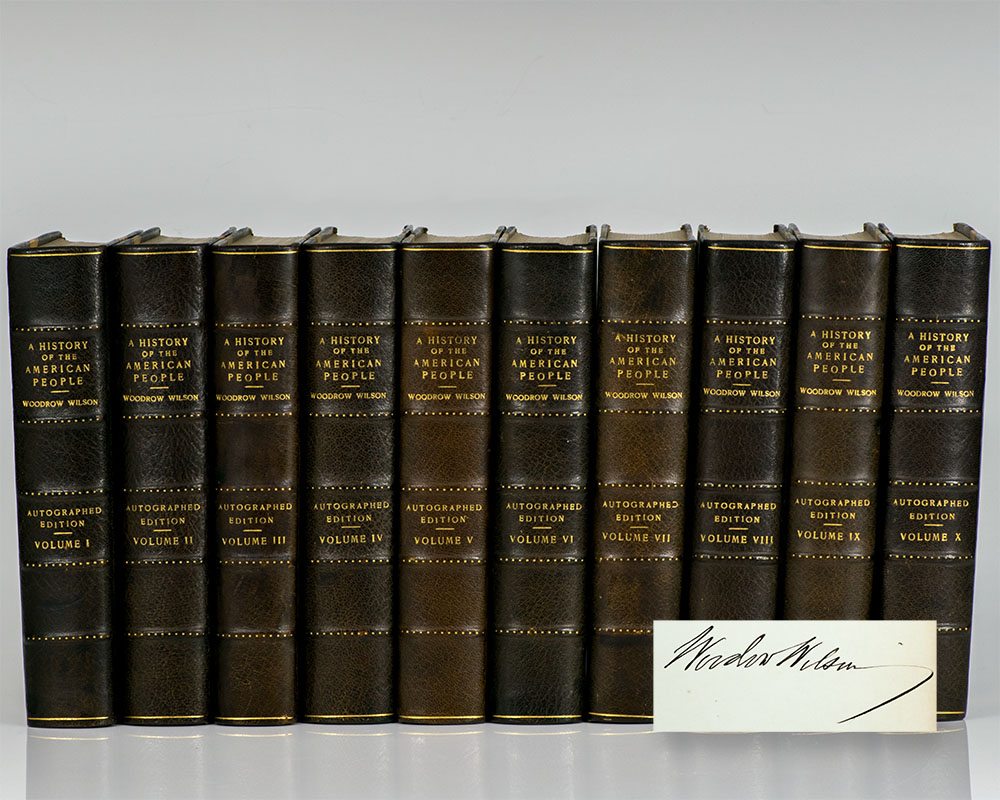 A HISTORY
OF THE
AMERICAN
PEOPLE
WOODROW WILSON
AUTOGRAPHED
EDITION
VOLUME I
A HISTORY
OF THE
AMERICAN
PEOPLE
WOODROW WILSON
AUTOGRAPHED
EDITION
VOLUME II
A HISTORY
OF THE
AMERICAN
PEOPLE
WOODROW WILSON
AUTOGRAPHED
EDITION
VOLUME III
A HISTORY
OF THE
AMERICAN
PEOPLE
WOODROW WILSON
AUTOGRAPHED
EDITION
VOLUME IV
A HISTORY
OF THE
AMERICAN
PEOPLE
WOODROW WILSON
AUTOGRAPHED
EDITION
VOLUME V
A HISTORY
OF THE
AMERICAN
PEOPLE
WOODROW WILSON
AUTOGRAPHED
EDITION
VOLUME VI
A HISTORY
OF THE
AMERICAN
PEOPLE
WOODROW WILSON
AUTOGRAPHED
EDITION
VOLUME VII
A HISTORY
OF THE
AMERICAN
PEOPLE
WOODROW WILSON
AUTOGRAPHED
EDITION
VOLUME VIII
A HISTORY
OF THE
AMERICAN
PEOPLE
WOODROW WILSON
AUTOGRAPHED
EDITION
VOLUME IX
A HISTORY
OF THE
AMERICAN
PEOPLE
WOODROW WILSON
AUTOGRAPHED
EDITION
VOLUME X
Woodrow Wilson